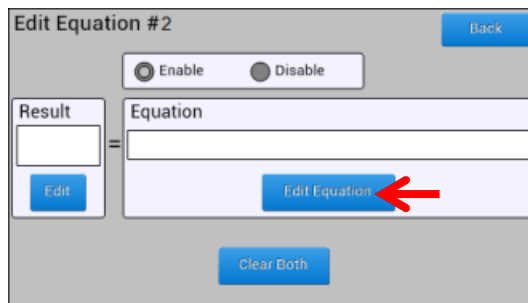 Edit Equation #2
Back
Enable
Disable
Result
Equation
=
Edit
Edit Equation
Clear Both